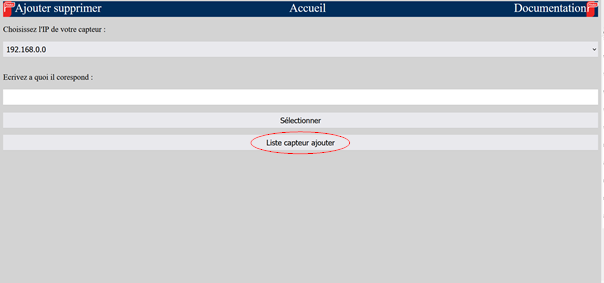 Ajouter supprimer Accueil Documentation
Choisissez l'IP de votre capteur :
192.168.0.0
Ecrivez a quoi il corespond :
Sélectionner
Liste capteur ajouter